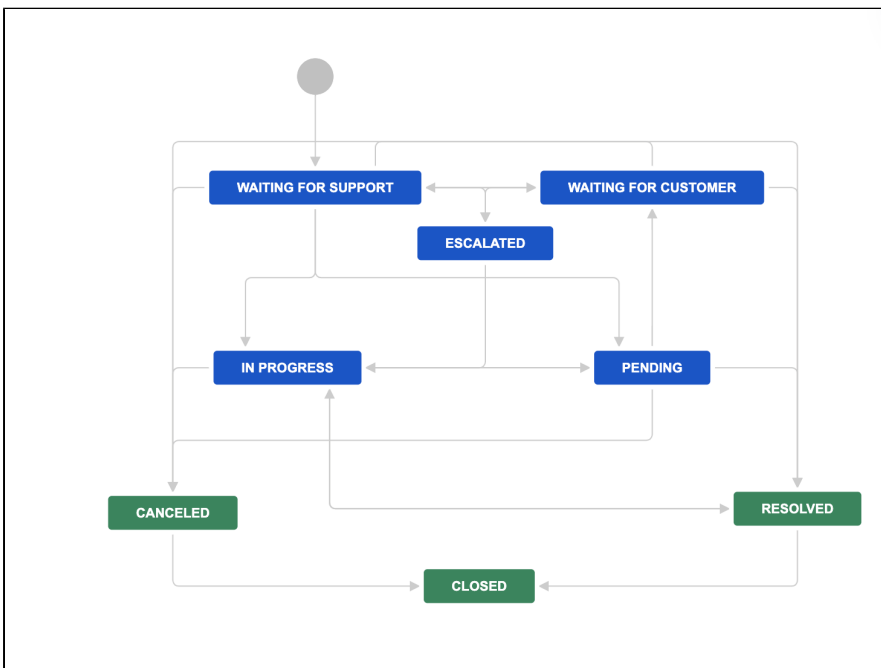 WAITING FOR SUPPORT
WAITING FOR CUSTOMER
ESCALATED
IN PROGRESS
PENDING
CANCELED
RESOLVED
CLOSED